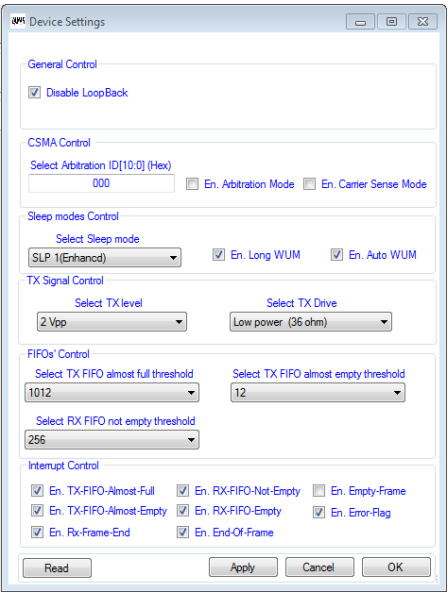 Device Settings
General Control
Disable LoopBack
CSMA Control
Select Arbitration ID[10:0] (Hex)
000
En. Arbitration Mode
En. Carrier Sense Mode
Sleep modes Control
Select Sleep mode
SLP 1(Enhancd)
En. Long WUM
En. Auto WUM
TX Signal Control
Select TX level
Select TX Drive
2 Vpp
Low power (36 ohm)
FIFOs' Control
Select TX FIFO almost full threshold
Select TX FIFO almost empty threshold
1012
12
Select RX FIFO not empty threshold
256
Interrupt Control
En. TX-FIFO-Almost-Full
En. RX-FIFO-Not-Empty
En. Empty-Frame
En. TX-FIFO-Almost-Empty
En. RX-FIFO-Empty
En. Error-Flag
En. Rx-Frame-End
En. End-Of-Frame
Read
Apply
Cancel
OK